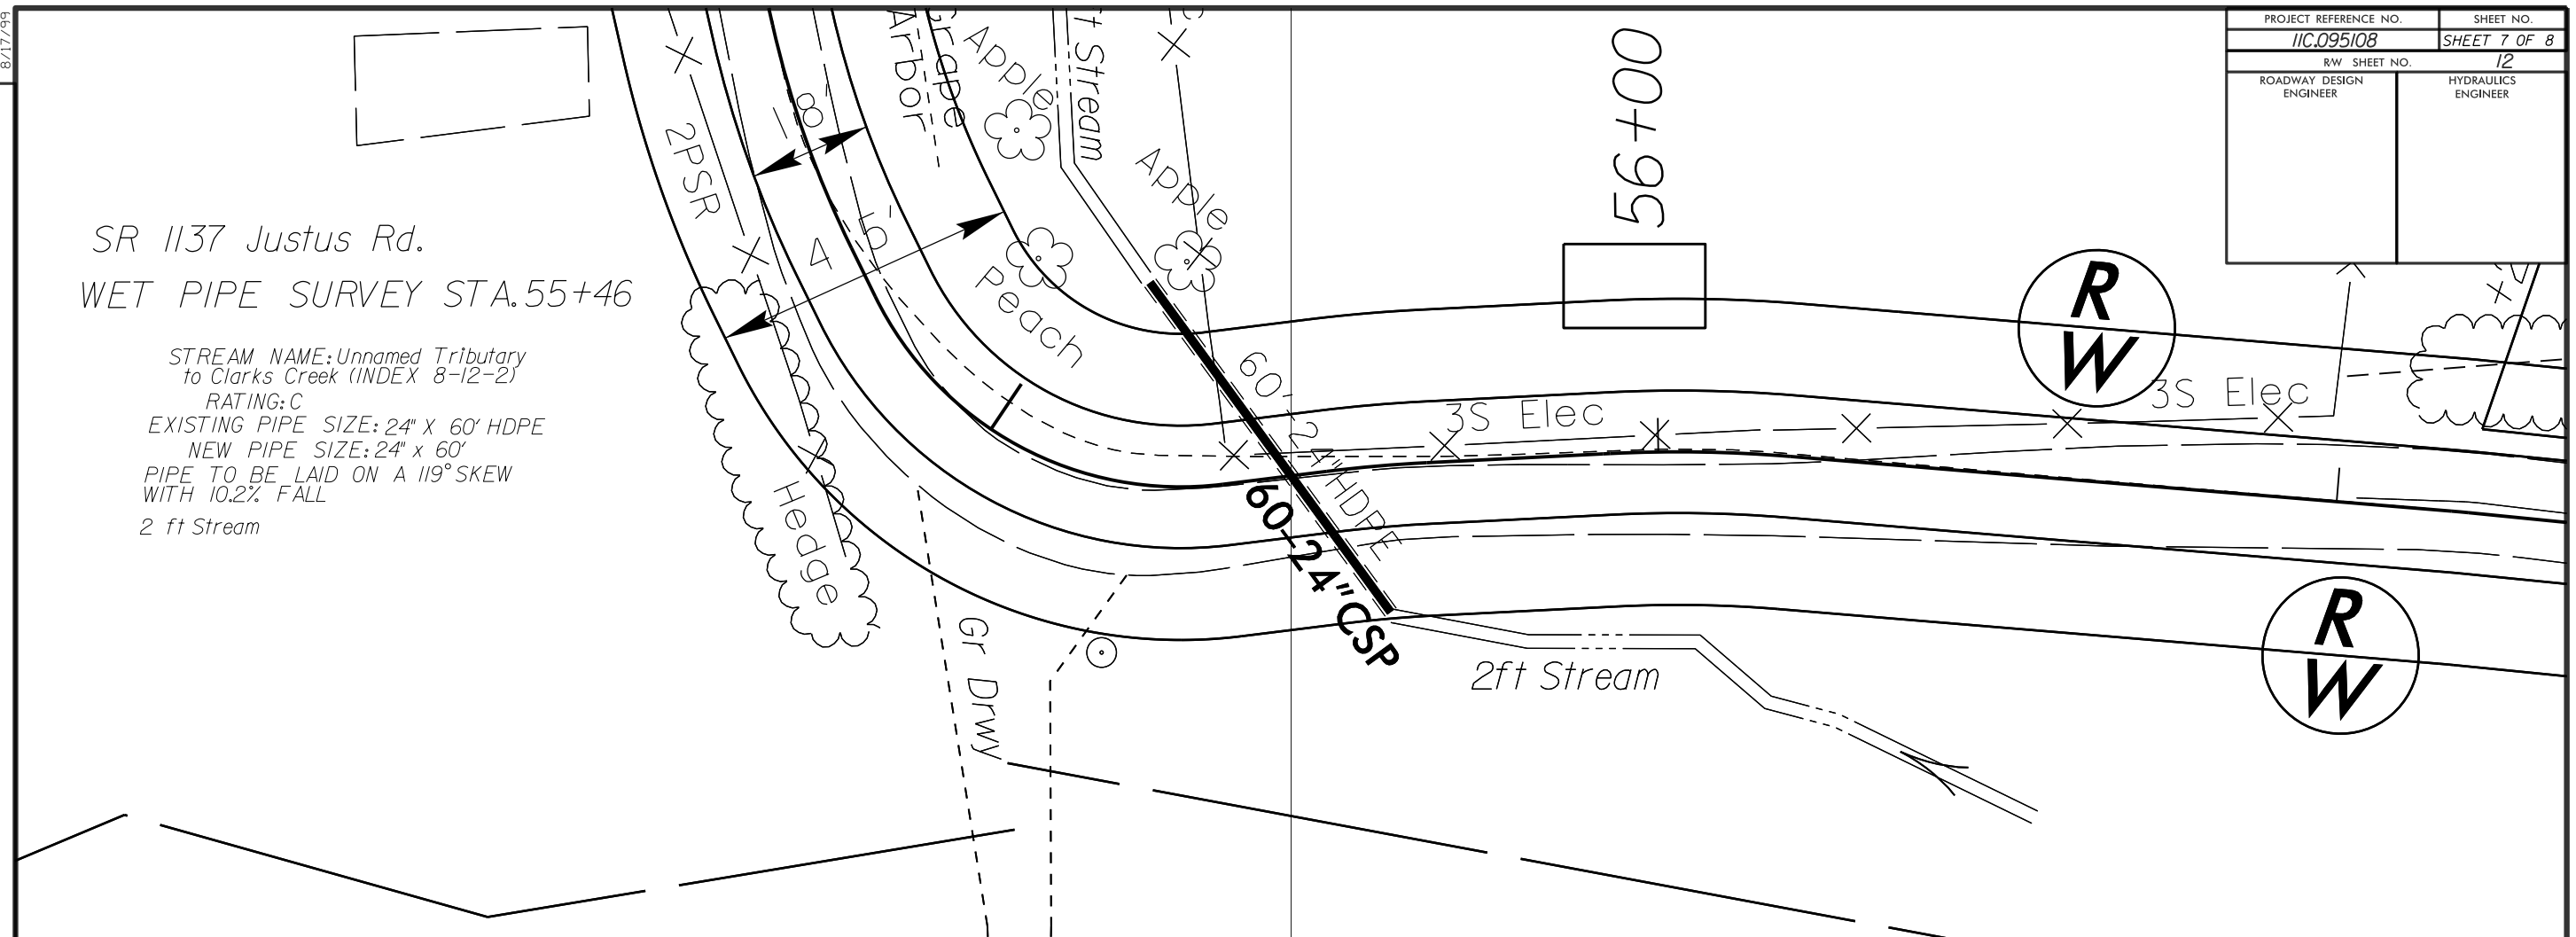 8/17/99
PROJECT REFERENCE NO.
SHEET NO.
11C.095108
SHEET 7 OF 8
RW SHEET NO.
12
ROADWAY DESIGN
ENGINEER
HYDRAULICS
ENGINEER
SR 1137 Justus Rd.
WET PIPE SURVEY STA. 55+46
STREAM NAME: Unnamed Tributary
to Clarks Creek (INDEX 8-12-2)
RATING: C
EXISTING PIPE SIZE: 24" X 60' HDPE
NEW PIPE SIZE: 24" x 60'
PIPE TO BE LAID ON A 119° SKEW
WITH 10.2% FALL
2 ft Stream
2PSR
18'
45'
Grape
Arbor
Apple
t Stream
Apple
Peach
Hedge
56+00
60'-24"HDPE
60-24"CSP
3S Elec
3S Elec
R
W
R
W
Gr Drwy
2ft Stream